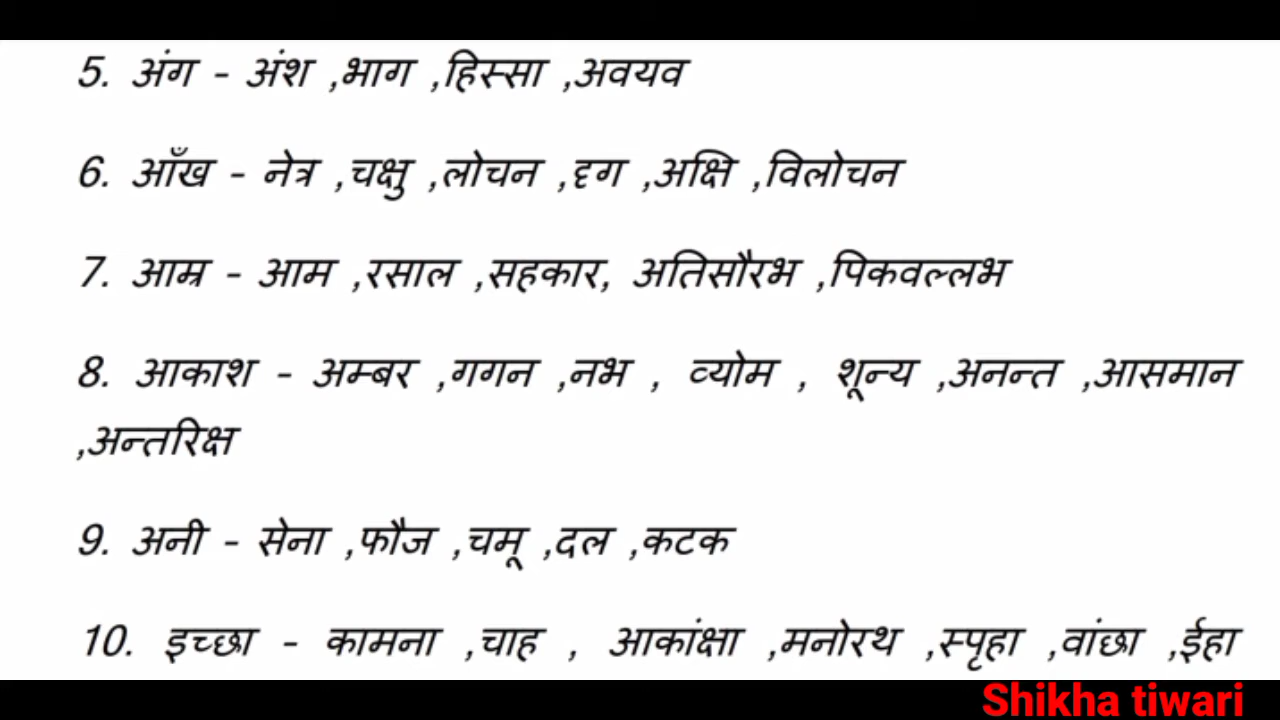 5. अंग - अंश ,भाग ,हिस्सा ,अवयव
6. आँख - नेत्र ,चक्षु ,लोचन ,दृग ,अक्षि ,विलोचन
7. आम्र - आम ,रसाल ,सहकार, अतिसौरभ ,पिकवल्लभ
8. आकाश - अम्बर ,गगन ,नभ , व्योम , शून्य ,अनन्त ,आसमान
,अन्तरिक्ष
9. अनी - सेना ,फौज ,चमू ,दल ,कटक
10. इच्छा - कामना ,चाह , आकांक्षा ,मनोरथ ,स्पृहा ,वांछा ,ईहा
Shikha tiwari